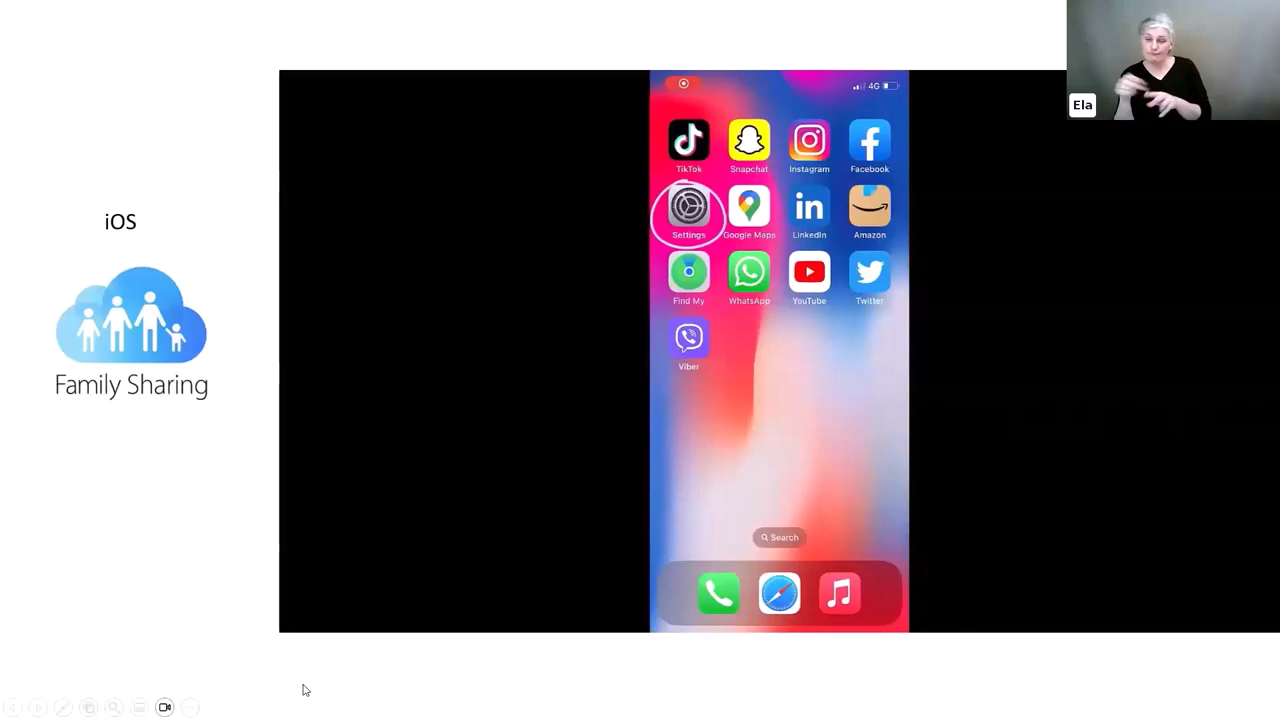 Ela
4G
TikTok
Snapchat
Instagram
Facebook
iOS
Settings
Google Maps
LinkedIn
Amazon
Find My
WhatsApp
YouTube
Twitter
Viber
Family Sharing
Search